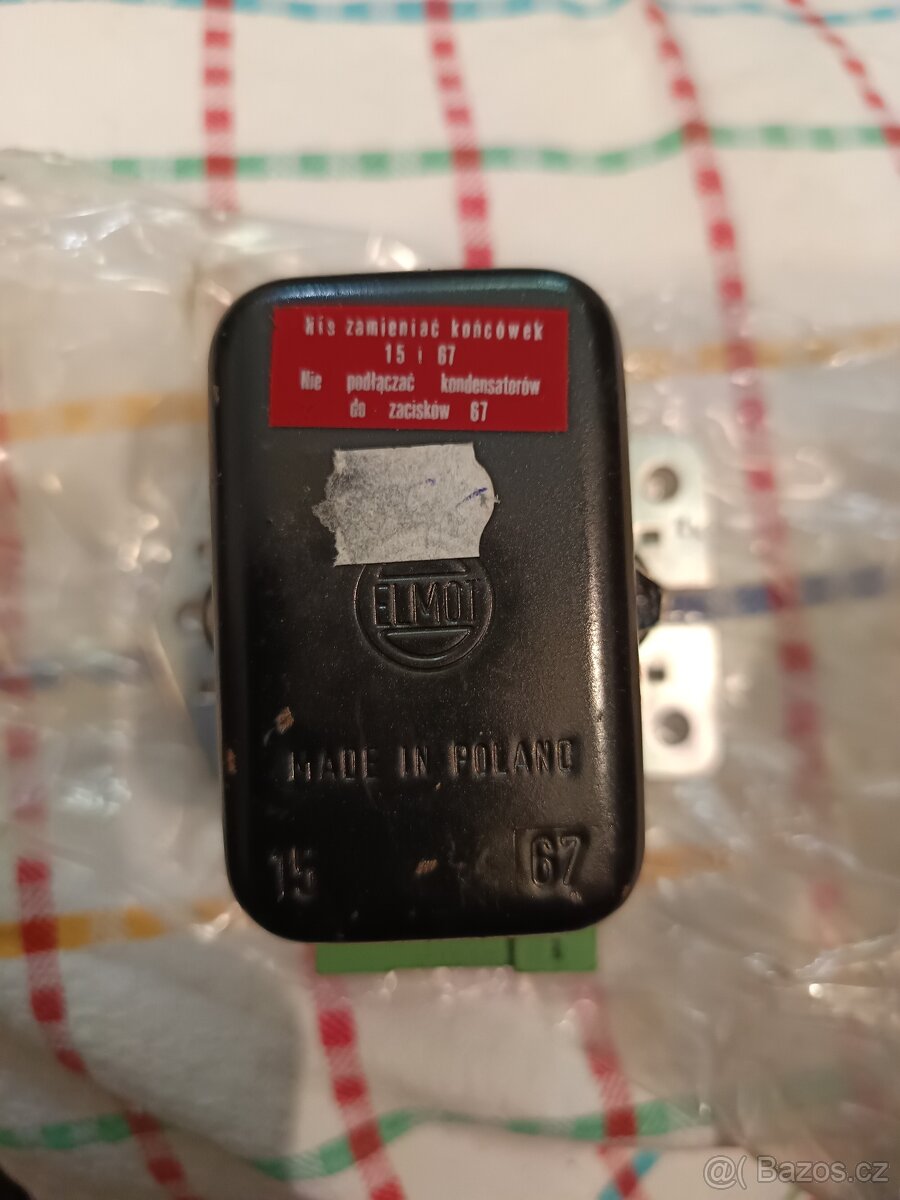 Nie zamieniać końcówek
15 i 67
Nie podłączać kondensatorów
do zacisków 67
ELMOT
MADE IN POLAND
15 67
@( Bazos.cz